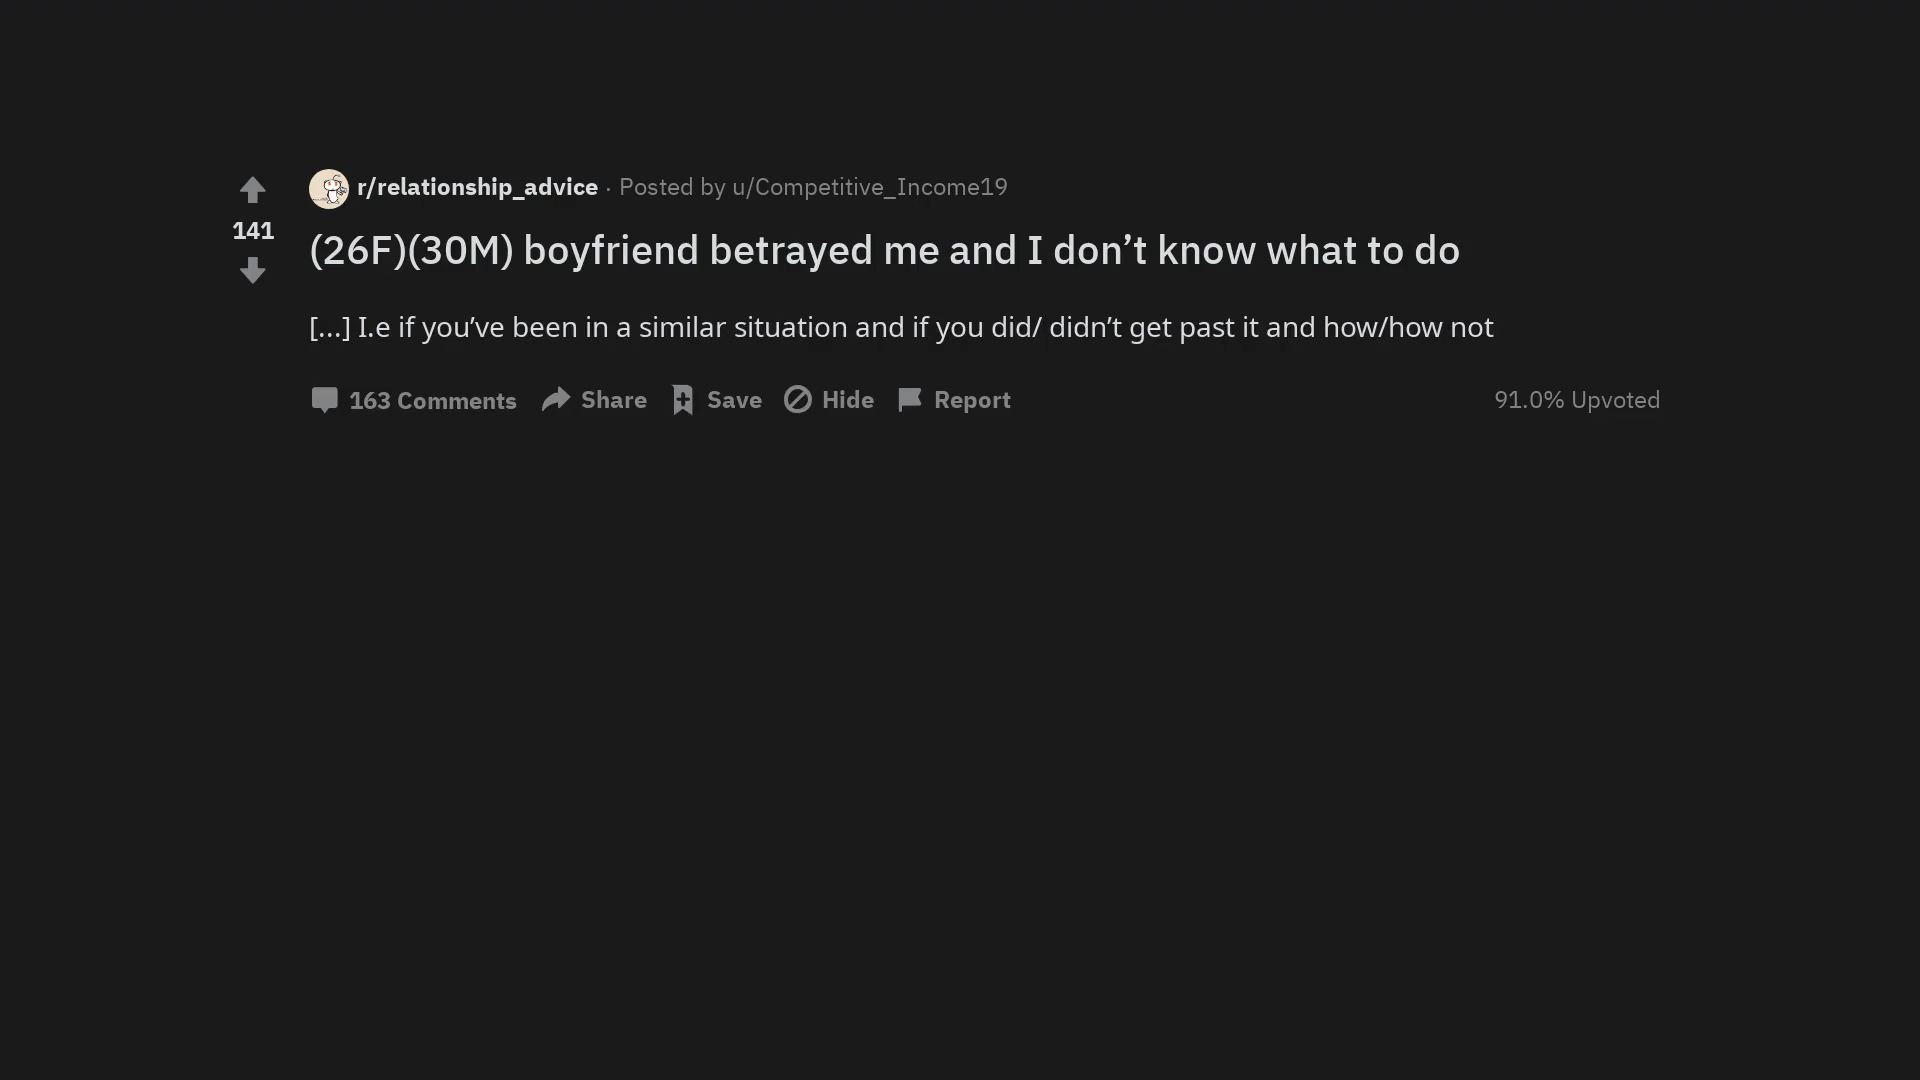 r/relationship_advice · Posted by u/Competitive_Income19
141
(26F)(30M) boyfriend betrayed me and I don’t know what to do
[...] I.e if you’ve been in a similar situation and if you did/ didn’t get past it and how/how not
163 Comments Share Save Hide Report 91.0% Upvoted